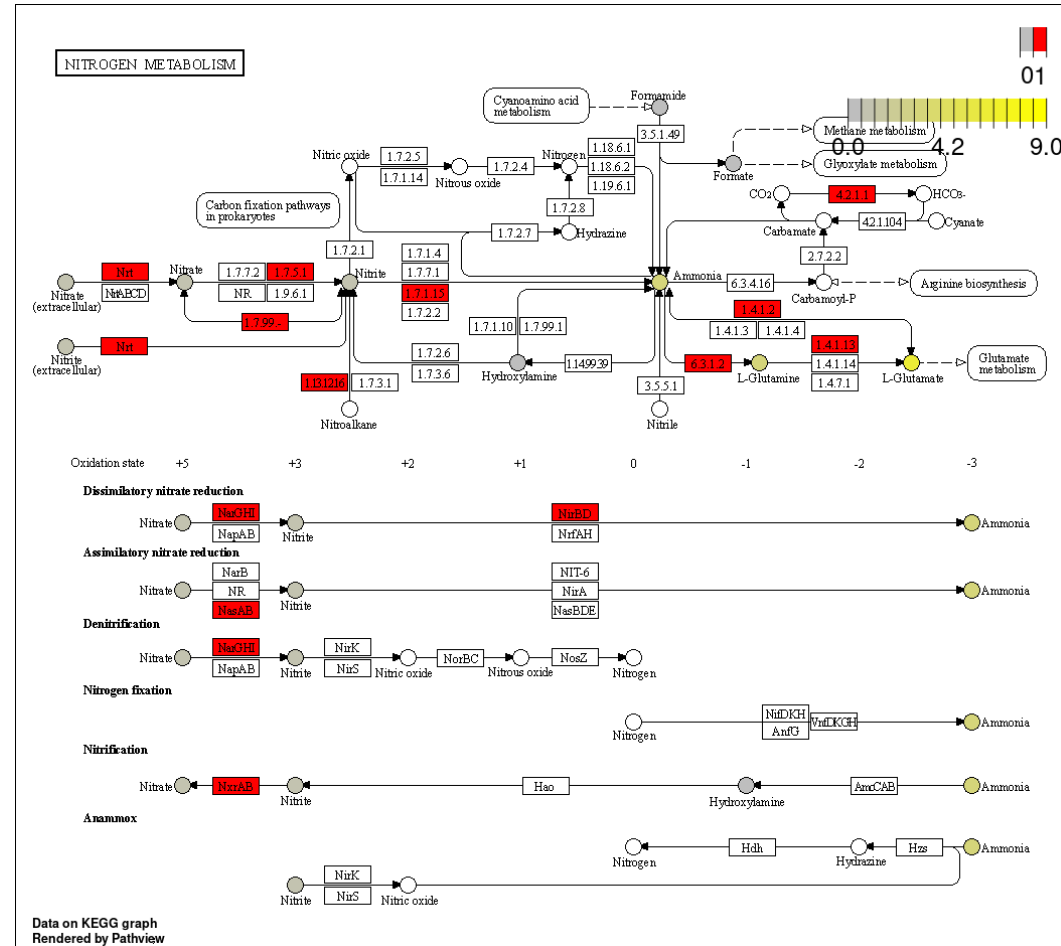 NITROGEN METABOLISM
01
0.0 4.2 9.0
Cyanoamino acid
metabolism
Formamide
3.5.1.49
Methane metabolism
Glyoxylate metabolism
Formate
Nitric oxide
1.7.2.5
1.7.1.14
Nitrous oxide
1.7.2.4
Nitrogen
1.18.6.1
1.18.6.2
1.19.6.1
1.7.2.8
Hydrazine
1.7.2.7
Carbon fixation pathways
in prokaryotes
1.7.2.1
CO2
4.2.1.1
HCO3-
Carbamate
4.2.1.104
Cyanate
2.7.2.2
Nitrate
(extracellular)
Nrt
NrtABCD
Nitrate
1.7.7.2
1.7.5.1
NR
1.9.6.1
Nitrite
1.7.99.-
1.7.1.4
1.7.7.1
1.7.1.15
1.7.2.2
Ammonia
6.3.4.16
Carbamoyl-P
Arginine biosynthesis
Nitrite
(extracellular)
Nrt
1.7.1.10
1.7.99.1
1.7.2.6
1.7.3.6
Hydroxylamine
1.14.99.39
1.4.1.2
1.4.1.3
1.4.1.4
6.3.1.2
L-Glutamine
1.4.1.13
1.4.1.14
1.4.7.1
L-Glutamate
Glutamate
metabolism
1.13.12.16
1.7.3.1
Nitroalkane
3.5.5.1
Nitrile
Oxidation state +5 +3 +2 +1 0 -1 -2 -3
Dissimilatory nitrate reduction
Nitrate
NarGHI
NapAB
Nitrite
NirBD
NrfAH
Ammonia
Assimilatory nitrate reduction
Nitrate
NarB
NR
NasAB
Nitrite
NIT-6
NirA
NasBDE
Ammonia
Denitrification
Nitrate
NarGHI
NapAB
Nitrite
NirK
NirS
Nitric oxide
NorBC
Nitrous oxide
NosZ
Nitrogen
Nitrogen fixation
Nitrogen
NifDKH
AnfG
VnfDKGH
Ammonia
Nitrification
Nitrate
NxrAB
Nitrite
Hao
Hydroxylamine
AmoCAB
Ammonia
Anammox
Nitrogen
Hdh
Hydrazine
Hzs
Ammonia
Nitrite
NirK
NirS
Nitric oxide
Data on KEGG graph
Rendered by Pathview